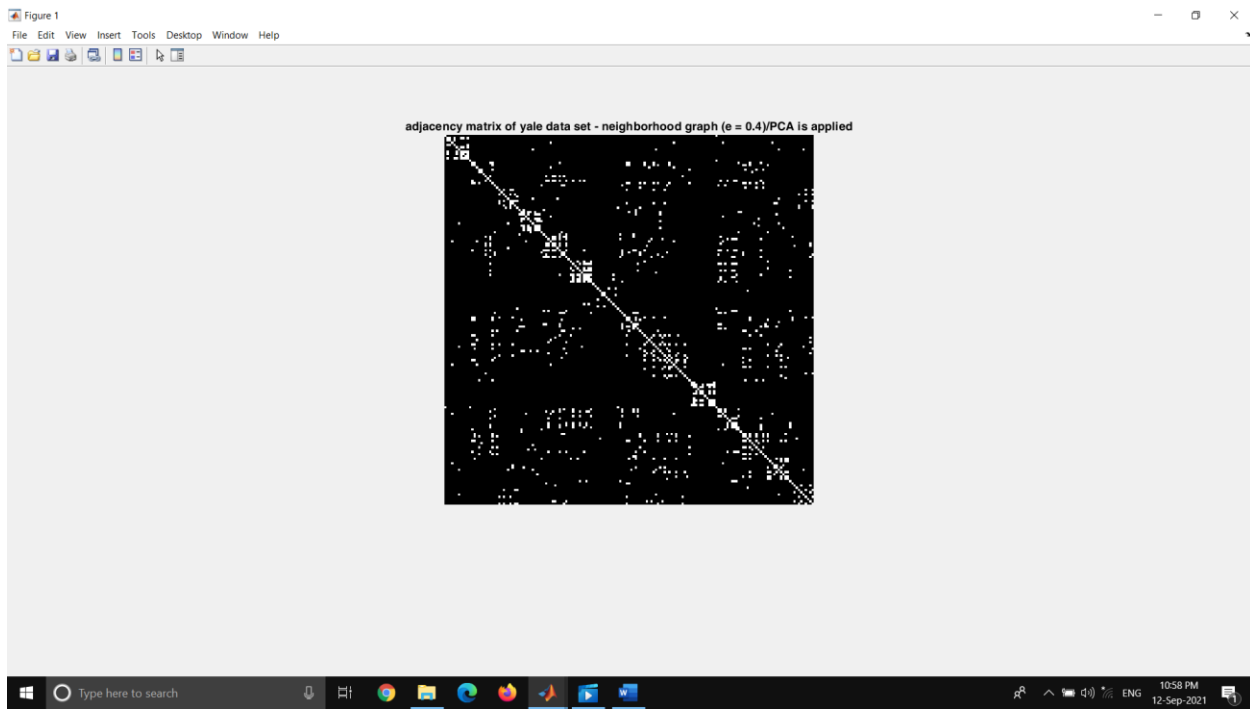 Figure 1
File Edit View Insert Tools Desktop Window Help
adjacency matrix of yale data set - neighborhood graph (e = 0.4)/PCA is applied
Type here to search
ENG
10:58 PM
12-Sep-2021
1